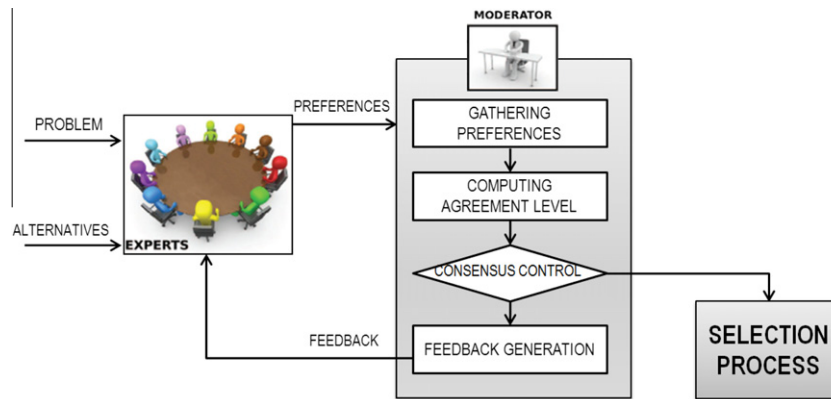 MODERATOR
PROBLEM
ALTERNATIVES
EXPERTS
PREFERENCES
GATHERING
PREFERENCES
COMPUTING
AGREEMENT LEVEL
CONSENSUS CONTROL
FEEDBACK GENERATION
FEEDBACK
SELECTION
PROCESS